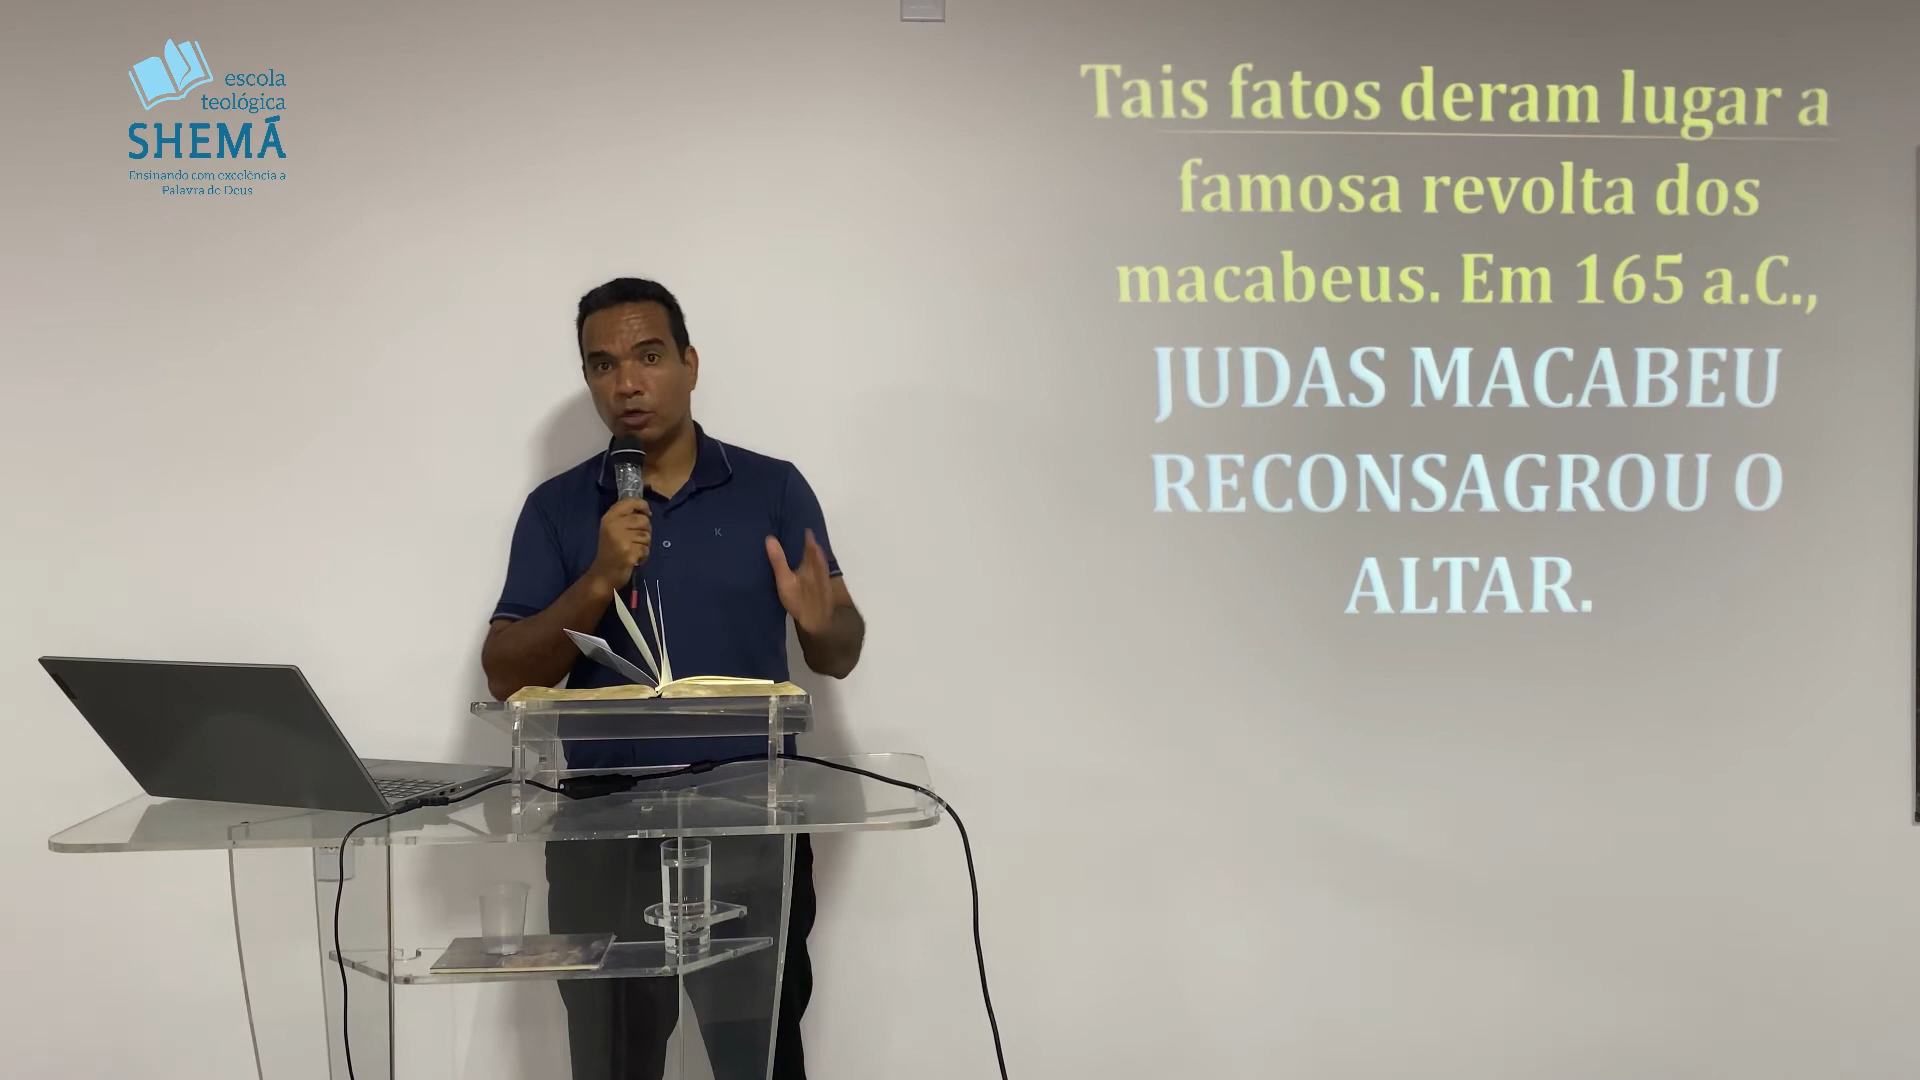 escola
teológica
SHEMÁ
Ensinando com excelência a
Palavra de Deus
Tais fatos deram lugar a
famosa revolta dos
macabeus. Em 165 a.C.,
JUDAS MACABEU
RECONSAGROU O
ALTAR.
K